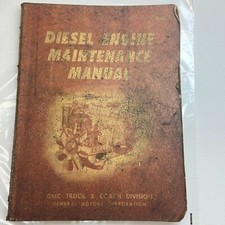 DIESEL ENGINE
MAINTENANCE
MANUAL
GMC TRUCK & COACH DIVISION
GENERAL MOTORS CORPORATION